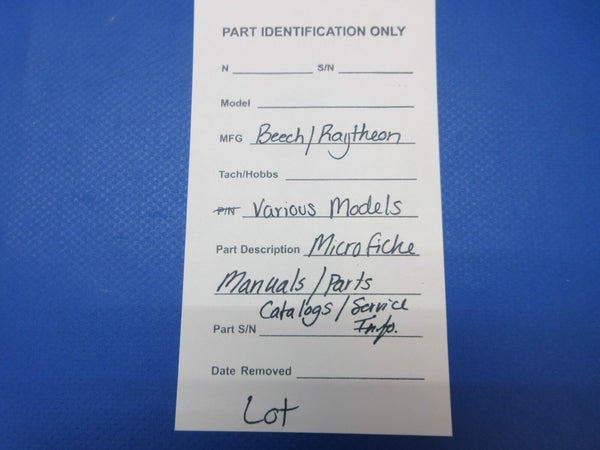 PART IDENTIFICATION ONLY
N S/N
Model
MFG Beech/Raytheon
Tach/Hobbs
P/N Various Models
Part Description Microfiche
Manuals/Parts
Catalogs/Service
Part S/N Info.
Date Removed
Lot